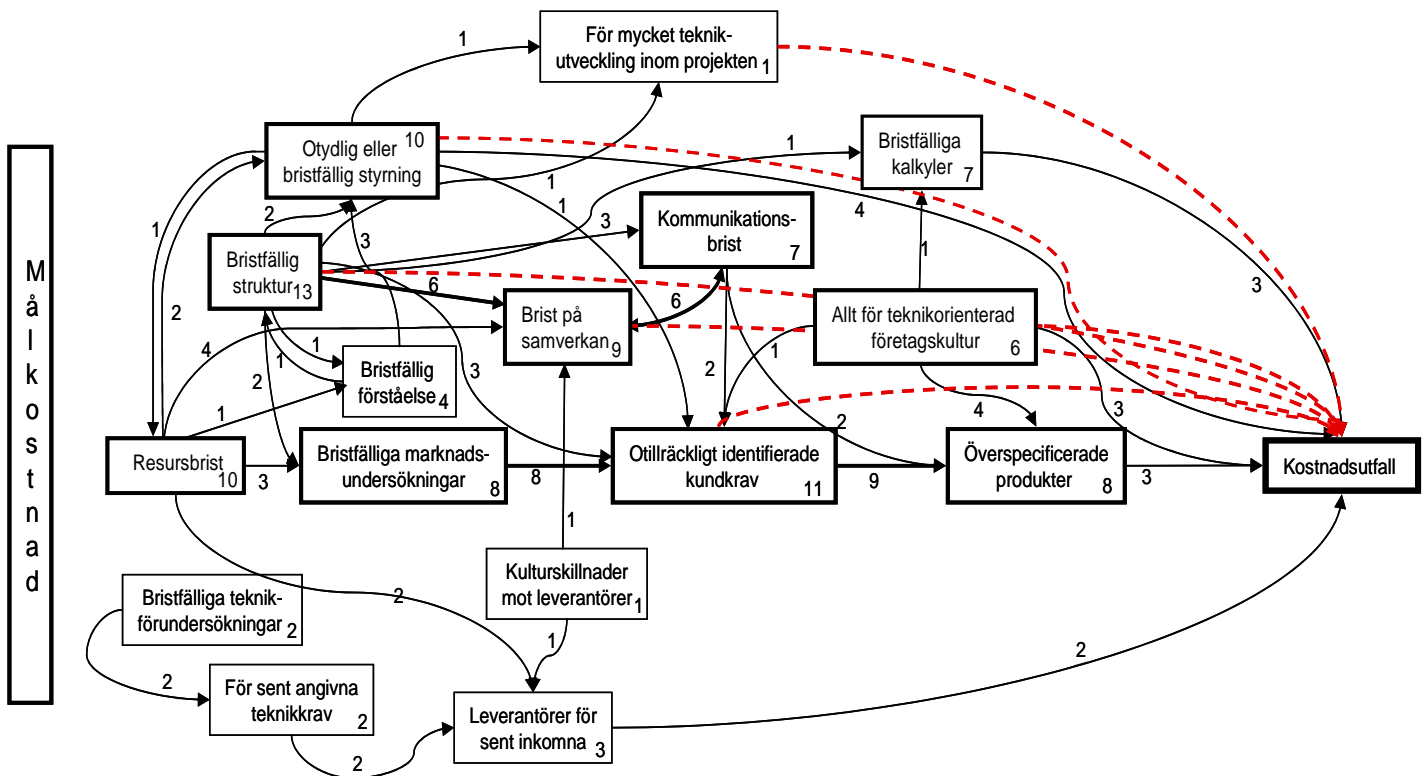 För mycket teknik-
utveckling inom projekten 1
1
1
Otydlig eller
bristfällig styrning
10
Bristfälliga
kalkyler
7
1
1
4
1
2
3
3
Kommunikations-
brist
7
M
å
l
k
o
s
t
n
a
d
Bristfällig
struktur 13
1
2
6
6
1
3
Brist på
samverkan 9
Allt för teknikorienterad
företagskultur 6
4
1
1
2
3
2
1
Bristfällig
förståelse 4
1
4
3
2
Resursbrist
10
3
Bristfälliga marknads-
undersökningar 8
8
Otillräckligt identifierade
kundkrav 11
9
Överspecificerade
produkter 8
3
Kostnadsutfall
1
Kulturskillnader
mot leverantörer 1
2
1
2
Bristfälliga teknik-
förundersökningar 2
2
För sent angivna
teknikkrav 2
2
Leverantörer för
sent inkomna 3